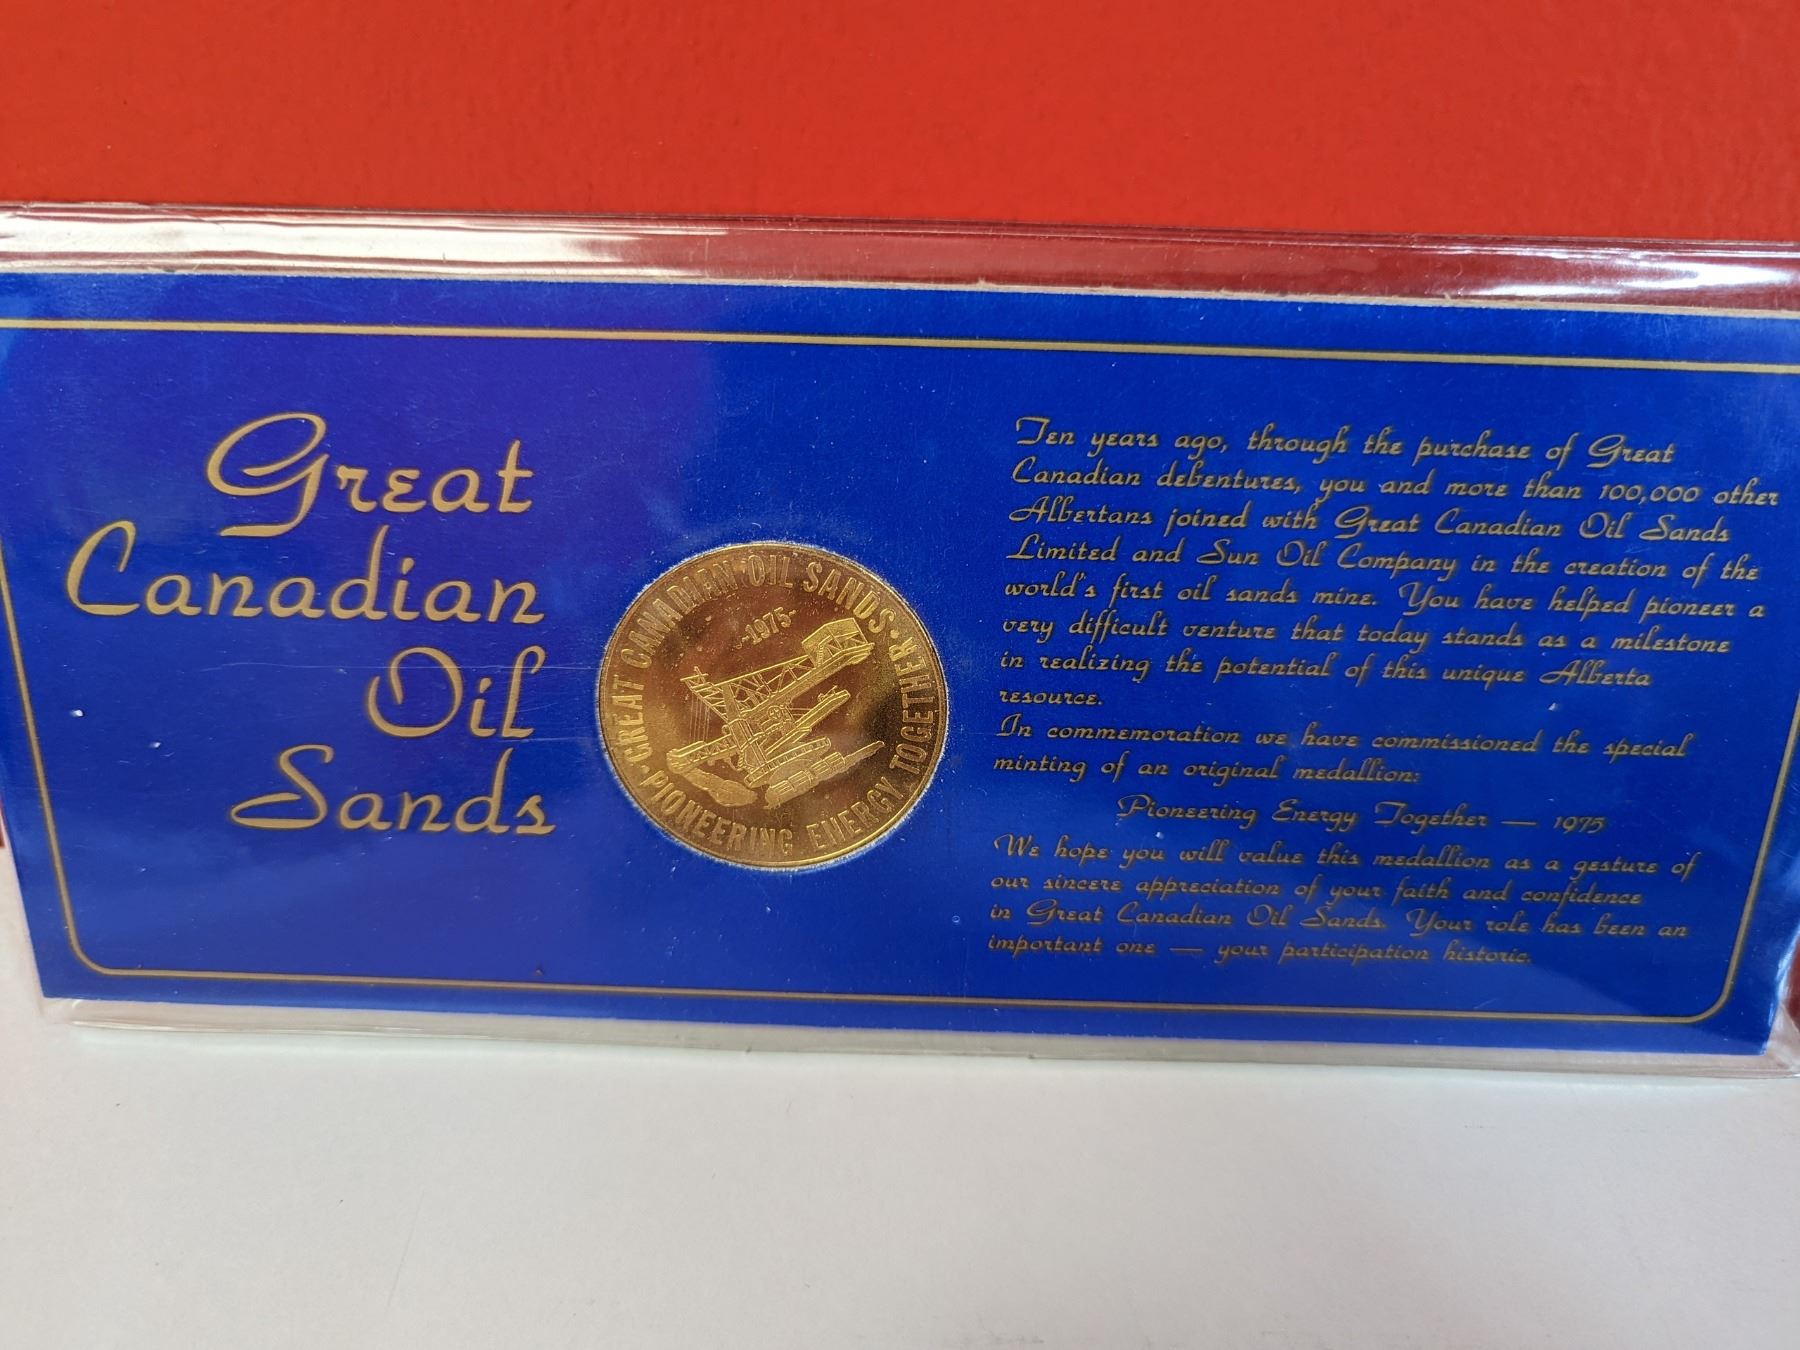 Great
Canadian
Oil
Sands
GREAT CANADIAN OIL SANDS
-1975-
PIONEERING ENERGY TOGETHER
Ten years ago, through the purchase of Great
Canadian debentures, you and more than 100,000 other
Albertans joined with Great Canadian Oil Sands
Limited and Sun Oil Company in the creation of the
world's first oil sands mine. You have helped pioneer a
very difficult venture that today stands as a milestone
in realizing the potential of this unique Alberta
resource.
In commemoration we have commissioned the special
minting of an original medallion:
Pioneering Energy Together — 1975
We hope you will value this medallion as a gesture of
our sincere appreciation of your faith and confidence
in Great Canadian Oil Sands. Your role has been an
important one — your participation historic.